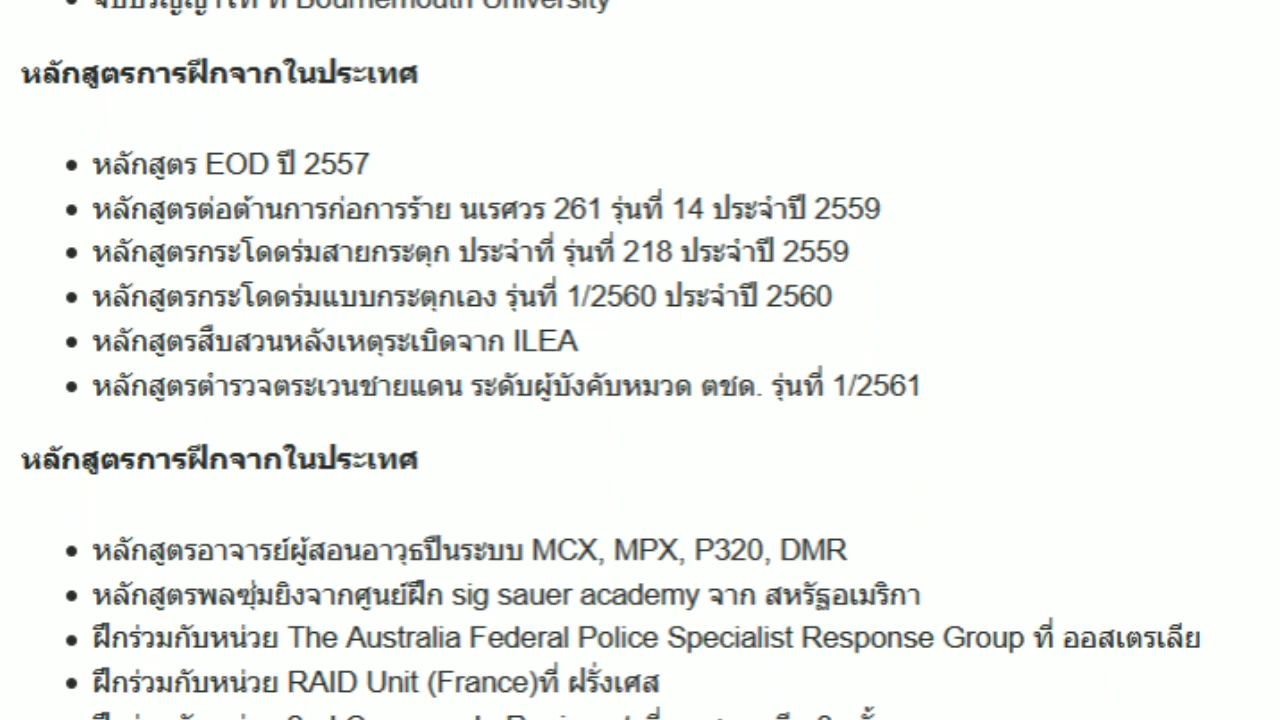 จบปริญญาโท ที่ Bournemouth University
หลักสูตรการฝึกจากในประเทศ
หลักสูตร EOD ปี 2557
หลักสูตรต่อต้านการก่อการร้าย นเรศวร 261 รุ่นที่ 14 ประจำปี 2559
หลักสูตรกระโดดร่มสายกระตุก ประจำที่ รุ่นที่ 218 ประจำปี 2559
หลักสูตรกระโดดร่มแบบกระตุกเอง รุ่นที่ 1/2560 ประจำปี 2560
หลักสูตรสืบสวนหลังเหตุระเบิดจาก ILEA
หลักสูตรตำรวจตระเวนชายแดน ระดับผู้บังคับหมวด ตชด. รุ่นที่ 1/2561
หลักสูตรการฝึกจากในประเทศ
หลักสูตรอาจารย์ผู้สอนอาวุธปืนระบบ MCX, MPX, P320, DMR
หลักสูตรพลซุ่มยิงจากศูนย์ฝึก sig sauer academy จาก สหรัฐอเมริกา
ฝึกร่วมกับหน่วย The Australia Federal Police Specialist Response Group ที่ ออสเตรเลีย
ฝึกร่วมกับหน่วย RAID Unit (France)ที่ ฝรั่งเศส